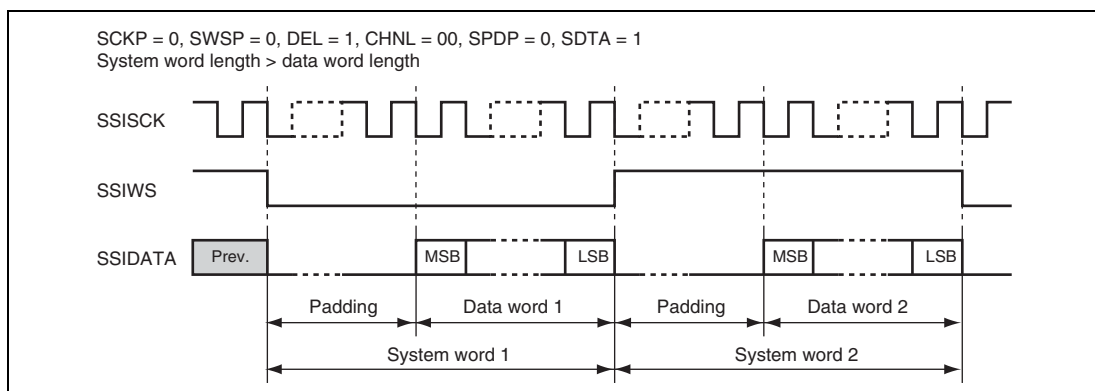 SCKP = 0, SWSP = 0, DEL = 1, CHNL = 00, SPDP = 0, SDTA = 1
System word length > data word length
SSISCK
SSIWS
SSIDATA
Prev.
MSB
LSB
MSB
LSB
Padding
Data word 1
Padding
Data word 2
System word 1
System word 2